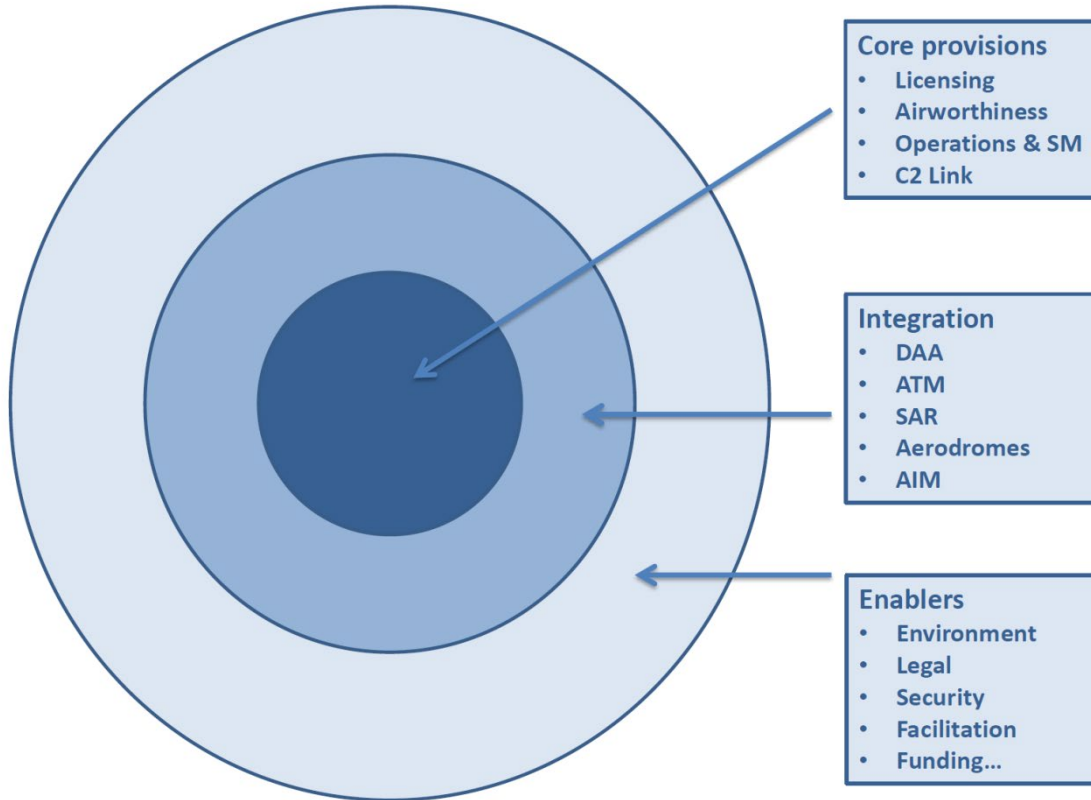 Core provisions
• Licensing
• Airworthiness
• Operations & SM
• C2 Link
Integration
• DAA
• ATM
• SAR
• Aerodromes
• AIM
Enablers
• Environment
• Legal
• Security
• Facilitation
• Funding…